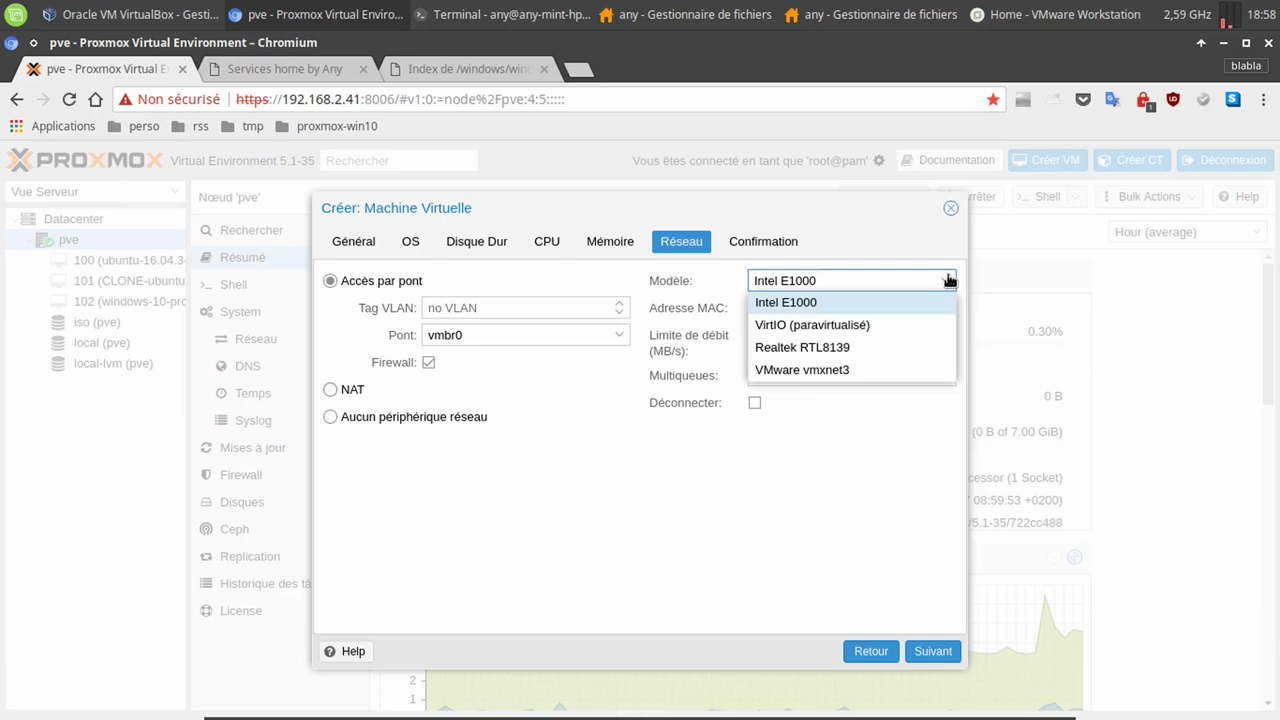 Oracle VM VirtualBox - Gesti... pve - Proxmox Virtual Enviro... Terminal - any@any-mint-hp... any - Gestionnaire de fichiers any - Gestionnaire de fichiers Home - VMware Workstation 2,59 GHz 18:58
pve - Proxmox Virtual Environment – Chromium
pve - Proxmox Virtual E Services home by Any Index de /windows/win blabla
Non sécurisé https://192.168.2.41:8006/#v1:0:=node%2Fpve:4:5:::::
Applications perso rss tmp proxmox-win10
PROXMOX Virtual Environment 5.1-35 Rechercher Vous êtes connecté en tant que 'root@pam' Documentation Créer VM Créer CT Déconnexion
Vue Serveur Nœud 'pve' rrêter Shell Bulk Actions Help
Datacenter
pve
100 (ubuntu-16.04.3-
101 (CLONE-ubuntu
102 (windows-10-pro
iso (pve)
local (pve)
local-lvm (pve)
Rechercher
Résumé
Shell
System
Réseau
DNS
Temps
Syslog
Mises à jour
Firewall
Disques
Ceph
Replication
Historique des tâ
License
Créer: Machine Virtuelle
Général OS Disque Dur CPU Mémoire Réseau Confirmation
Accès par pont
Tag VLAN: no VLAN
Pont: vmbr0
Firewall:
NAT
Aucun périphérique réseau
Modèle: Intel E1000
Intel E1000
VirtIO (paravirtualisé)
Realtek RTL8139
VMware vmxnet3
Adresse MAC:
Limite de débit
(MB/s):
Multiqueues:
Déconnecter:
Help Retour Suivant
Hour (average)
0.30%
0 B
(0 B of 7.00 GiB)
ocessor (1 Socket)
08:59:53 +0200)
/5.1-35/722cc488
2
1